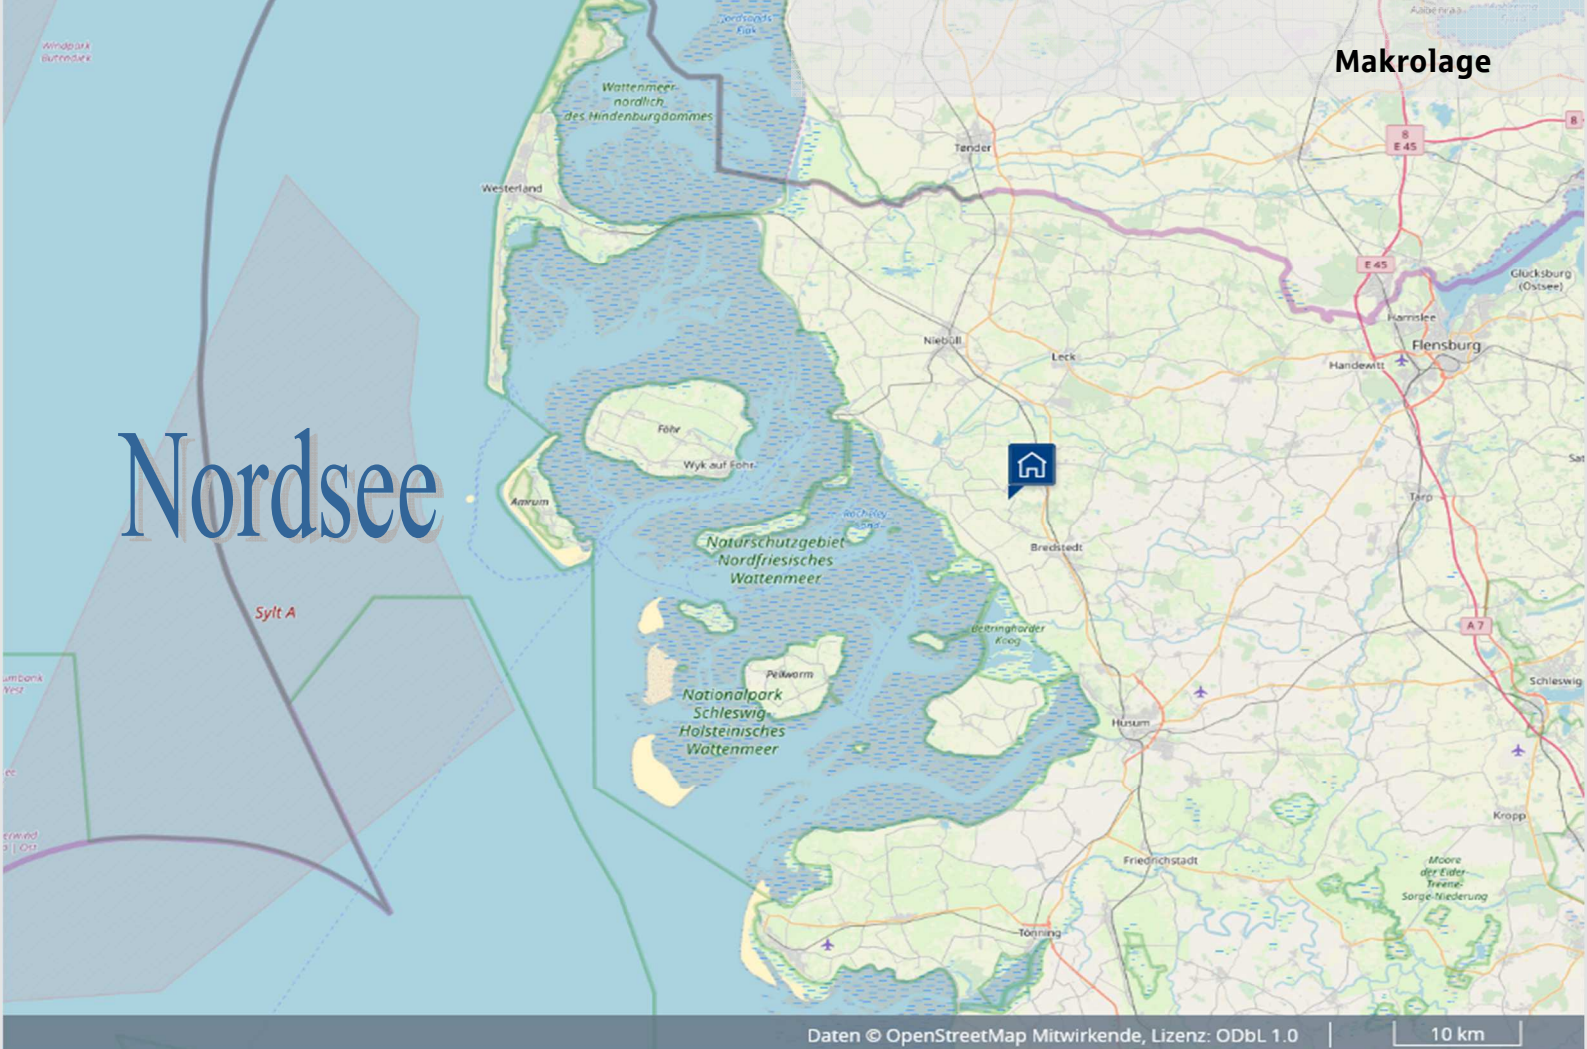 Makrolage
Windpark
Butendiek
Wattenmeer
nördlich
des Hindenburgdammes
Tønder
8
E 45
8
Westerland
E 45
Glücksburg
(Ostsee)
Harrislee
Flensburg
Handewitt
Niebüll
Leck
Föhr
Wyk auf Föhr
Amrum
Nordsee
Tarp
Bredstedt
Naturschutzgebiet
Nordfriesisches
Wattenmeer
Sylt A
Beltringharder
Koog
A 7
Pellworm
Schleswig
Nationalpark
Schleswig-
Holsteinisches
Wattenmeer
Husum
Kropp
Friedrichstadt
Moore
der Eider-
Treene-
Sorge-Niederung
Tönning
Daten © OpenStreetMap Mitwirkende, Lizenz: ODbL 1.0
10 km